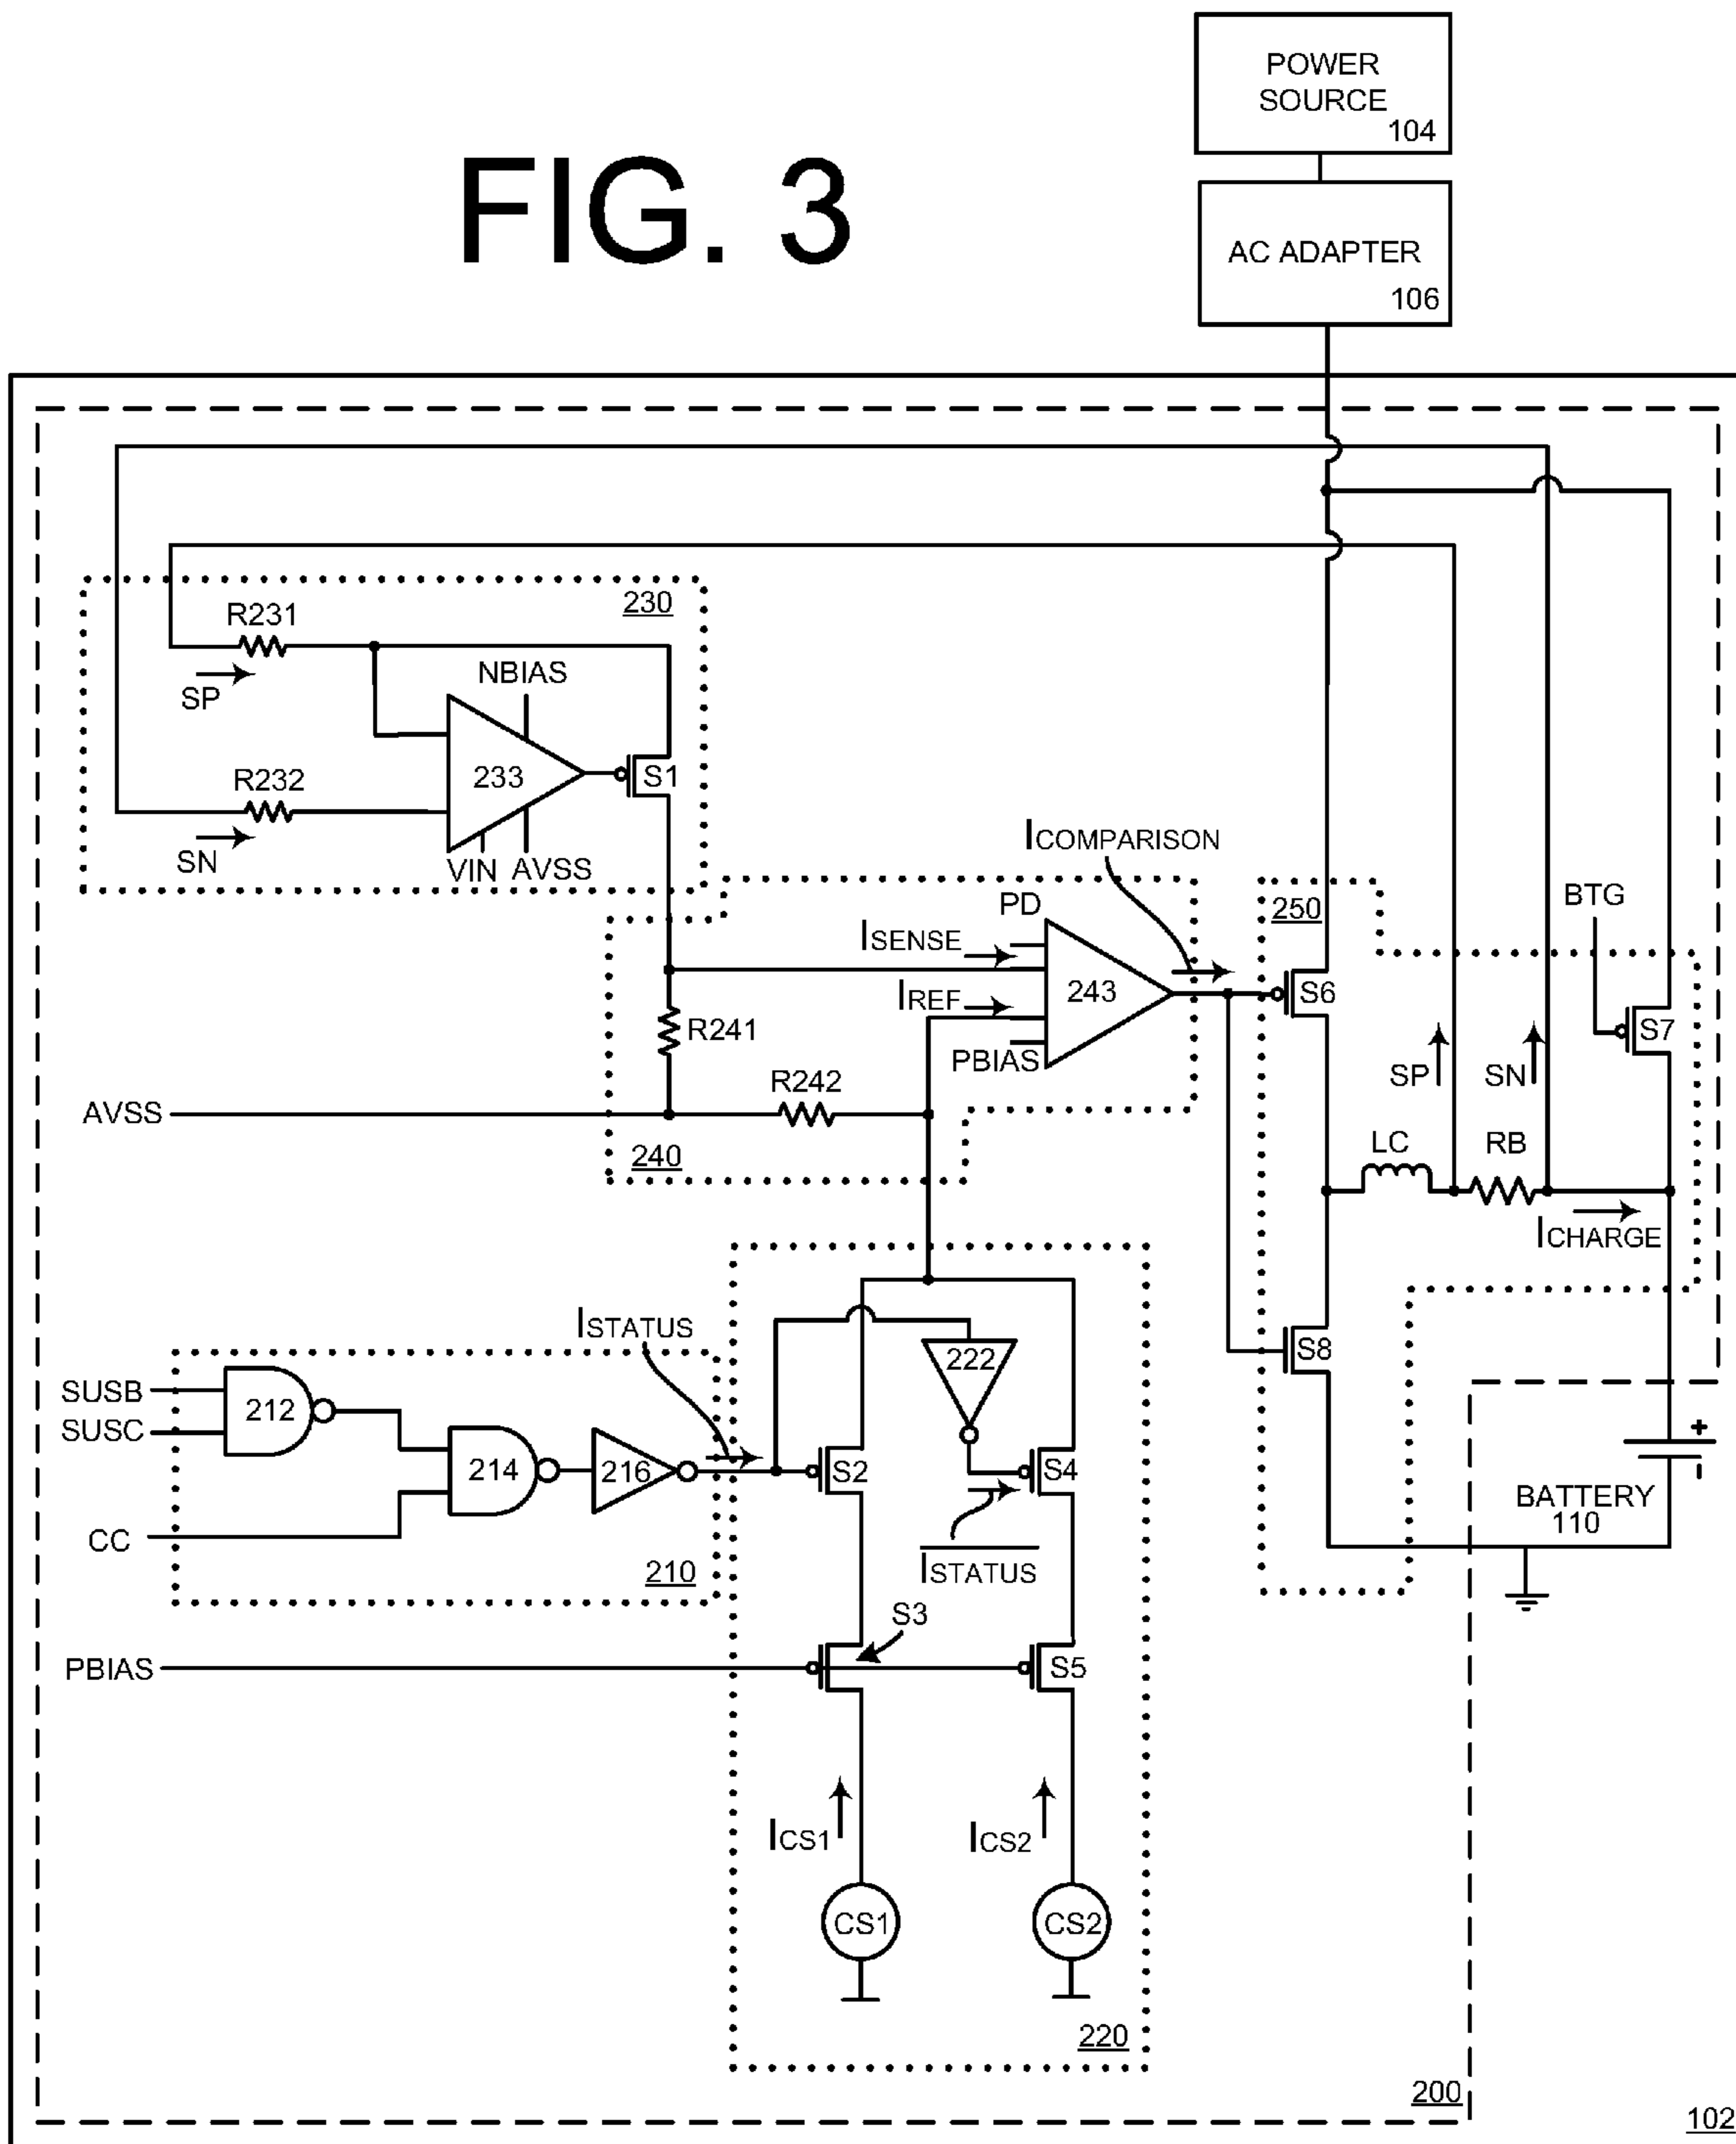 FIG. 3
POWER
SOURCE
104
AC ADAPTER
106
230
R231
SP
NBIAS
233
S1
R232
SN
VIN
AVSS
ICOMPARISON
PD
ISENSE
IREF
243
PBIAS
R241
R242
AVSS
240
250
S6
BTG
S7
SP
SN
LC
RB
ICHARGE
S8
ISTATUS
SUSB
SUSC
212
214
216
CC
210
222
S2
S4
ISTATUS
S3
PBIAS
S5
ICS1
ICS2
CS1
CS2
220
+
-
BATTERY
110
200
102